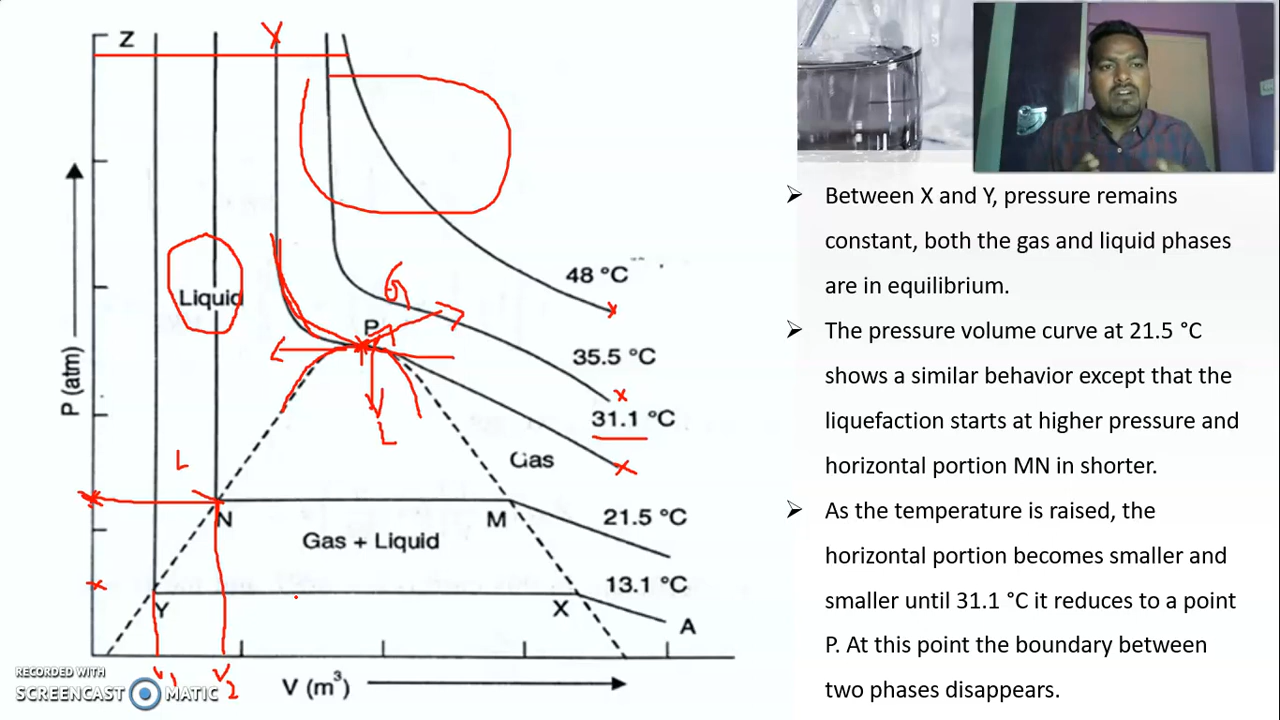 Z
Y
Liquid
48 °C
G
P
35.5 °C
P (atm)
31.1 °C
L
Gas
L
N
M
21.5 °C
Gas + Liquid
13.1 °C
Y
X
A
V1
V2
V (m3)
RECORDED WITH
SCREENCAST MATIC
➢ Between X and Y, pressure remains
constant, both the gas and liquid phases
are in equilibrium.
➢ The pressure volume curve at 21.5 °C
shows a similar behavior except that the
liquefaction starts at higher pressure and
horizontal portion MN in shorter.
➢ As the temperature is raised, the
horizontal portion becomes smaller and
smaller until 31.1 °C it reduces to a point
P. At this point the boundary between
two phases disappears.